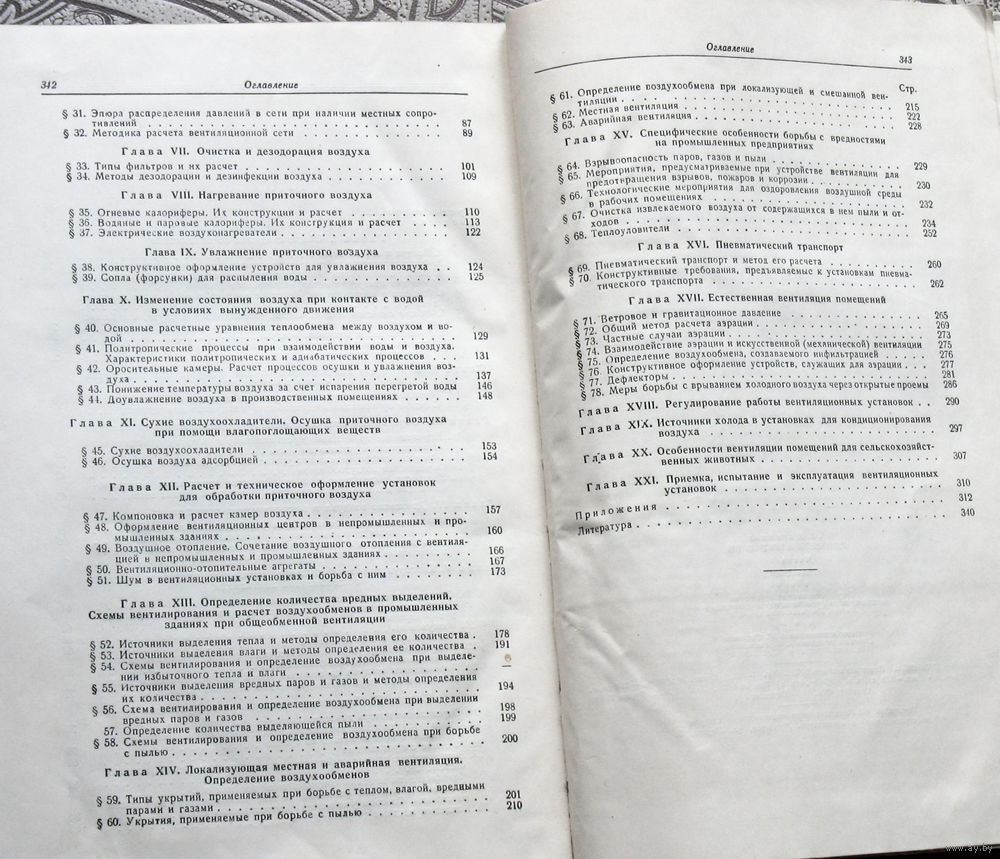 342 Оглавление
§ 31. Эпюра распределения давлений в сети при наличии местных сопро-
тивлений . . . . . . . . . . 87
§ 32. Методика расчета вентиляционной сети . . . . . . . . . . 89
Глава VII. Очистка и дезодорация воздуха
§ 33. Типы фильтров и их расчет . . . . . . . . . . 101
§ 34. Методы дезодорации и дезинфекции воздуха . . . . . . . . . . 109
Глава VIII. Нагревание приточного воздуха
§ 35. Огневые калориферы. Их конструкции и расчет . . . . . . . . . . 110
§ 36. Водяные и паровые калориферы. Их конструкция и расчет . . . . 113
§ 37. Электрические воздухонагреватели . . . . . . . . . . 122
Глава IX. Увлажнение приточного воздуха
§ 38. Конструктивное оформление устройств для увлажнения воздуха . . 124
§ 39. Сопла (форсунки) для распыления воды . . . . . . . . . . 125
Глава X. Изменение состояния воздуха при контакте с водой
в условиях вынужденного движения
§ 40. Основные расчетные уравнения теплообмена между воздухом и во-
дой . . . . . . . . . . 129
§ 41. Политропические процессы при взаимодействии воды и воздуха.
Характеристики политропических и адиабатических процессов . . . 131
§ 42. Оросительные камеры. Расчет процессов осушки и увлажнения воз-
духа . . . . . . . . . . 137
§ 43. Понижение температуры воздуха за счет испарения перегретой воды 146
§ 44. Доувлажнение воздуха в производственных помещениях . . . . . . 148
Глава XI. Сухие воздухоохладители. Осушка приточного воздуха
при помощи влагопоглощающих веществ
§ 45. Сухие воздухоохладители . . . . . . . . . . 153
§ 46. Осушка воздуха адсорбцией . . . . . . . . . . 154
Глава XII. Расчет и техническое оформление установок
для обработки приточного воздуха
§ 47. Компоновка и расчет камер воздуха . . . . . . . . . . 157
§ 48. Оформление вентиляционных центров в непромышленных и про-
мышленных зданиях . . . . . . . . . . 160
§ 49. Воздушное отопление. Сочетание воздушного отопления с вентиля-
цией в непромышленных и промышленных зданиях . . . . . . . 166
§ 50. Вентиляционно-отопительные агрегаты . . . . . . . . . . 167
§ 51. Шум в вентиляционных установках и борьба с ним . . . . . . . 173
Глава XIII. Определение количества вредных выделений.
Схемы вентилирования и расчет воздухообменов в промышленных
зданиях при общеобменной вентиляции
§ 52. Источники выделения тепла и методы определения его количества . 178
§ 53. Источники выделения влаги и методы определения ее количества . 191
§ 54. Схемы вентилирования и определение воздухообмена при выделе-
нии избыточного тепла и влаги . . . . . . . . . . —
§ 55. Источники выделения вредных паров и газов и методы определения
их количества . . . . . . . . . . 194
§ 56. Схема вентилирования и определение воздухообмена при выделении
вредных паров и газов . . . . . . . . . . 198
57. Определение количества выделяющейся пыли . . . . . . . . . . 199
§ 58. Схемы вентилирования и определение воздухообмена при борьбе
с пылью . . . . . . . . . . 200
Глава XIV. Локализующая местная и аварийная вентиляция.
Определение воздухообменов
§ 59. Типы укрытий, применяемых при борьбе с теплом, влагой, вредными
парами и газами . . . . . . . . . . 201
§ 60. Укрытия, применяемые при борьбе с пылью . . . . . . . . . . 210
Оглавление 343
Стр.
§ 61. Определение воздухообмена при локализующей и смешанной вен-
тиляции . . . . . . . . . . 215
§ 62. Местная вентиляция . . . . . . . . . . 222
§ 63. Аварийная вентиляция . . . . . . . . . . 228
Глава XV. Специфические особенности борьбы с вредностями
на промышленных предприятиях
§ 64. Взрывоопасность паров, газов и пыли . . . . . . . . . . 229
§ 65. Мероприятия, предусматриваемые при устройстве вентиляции для
предотвращения взрывов, пожаров и коррозии . . . . . . . . . . 230
§ 66. Технологические мероприятия для оздоровления воздушной среды
в рабочих помещениях . . . . . . . . . . 232
§ 67. Очистка извлекаемого воздуха от содержащихся в нем пыли и от-
ходов . . . . . . . . . . 234
§ 68. Теплоуловители . . . . . . . . . . 252
Глава XVI. Пневматический транспорт
§ 69. Пневматический транспорт и метод его расчета . . . . . . . . . . 260
§ 70. Конструктивные требования, предъявляемые к установкам пневма-
тического транспорта . . . . . . . . . . 262
Глава XVII. Естественная вентиляция помещений
§ 71. Ветровое и гравитационное давление . . . . . . . . . . 265
§ 72. Общий метод расчета аэрации . . . . . . . . . . 269
§ 73. Частные случаи аэрации . . . . . . . . . . 273
§ 74. Взаимодействие аэрации и искусственной (механической) вентиляции 275
§ 75. Определение воздухообмена, создаваемого инфильтрацией . . . . . 276
§ 76. Конструктивное оформление устройств, служащих для аэрации . . . 277
§ 77. Дефлекторы . . . . . . . . . . 281
§ 78. Меры борьбы с врыванием холодного воздуха через открытые проемы 286
Глава XVIII. Регулирование работы вентиляционных установок . . 290
Глава XIX. Источники холода в установках для кондиционирования
воздуха . . . . . . . . . . 297
Глава XX. Особенности вентиляции помещений для сельскохозяйст-
венных животных . . . . . . . . . . 307
Глава XXI. Приемка, испытание и эксплуатация вентиляционных
установок . . . . . . . . . . 310
Приложения . . . . . . . . . . 312
Литература . . . . . . . . . . 340
www.ay.by